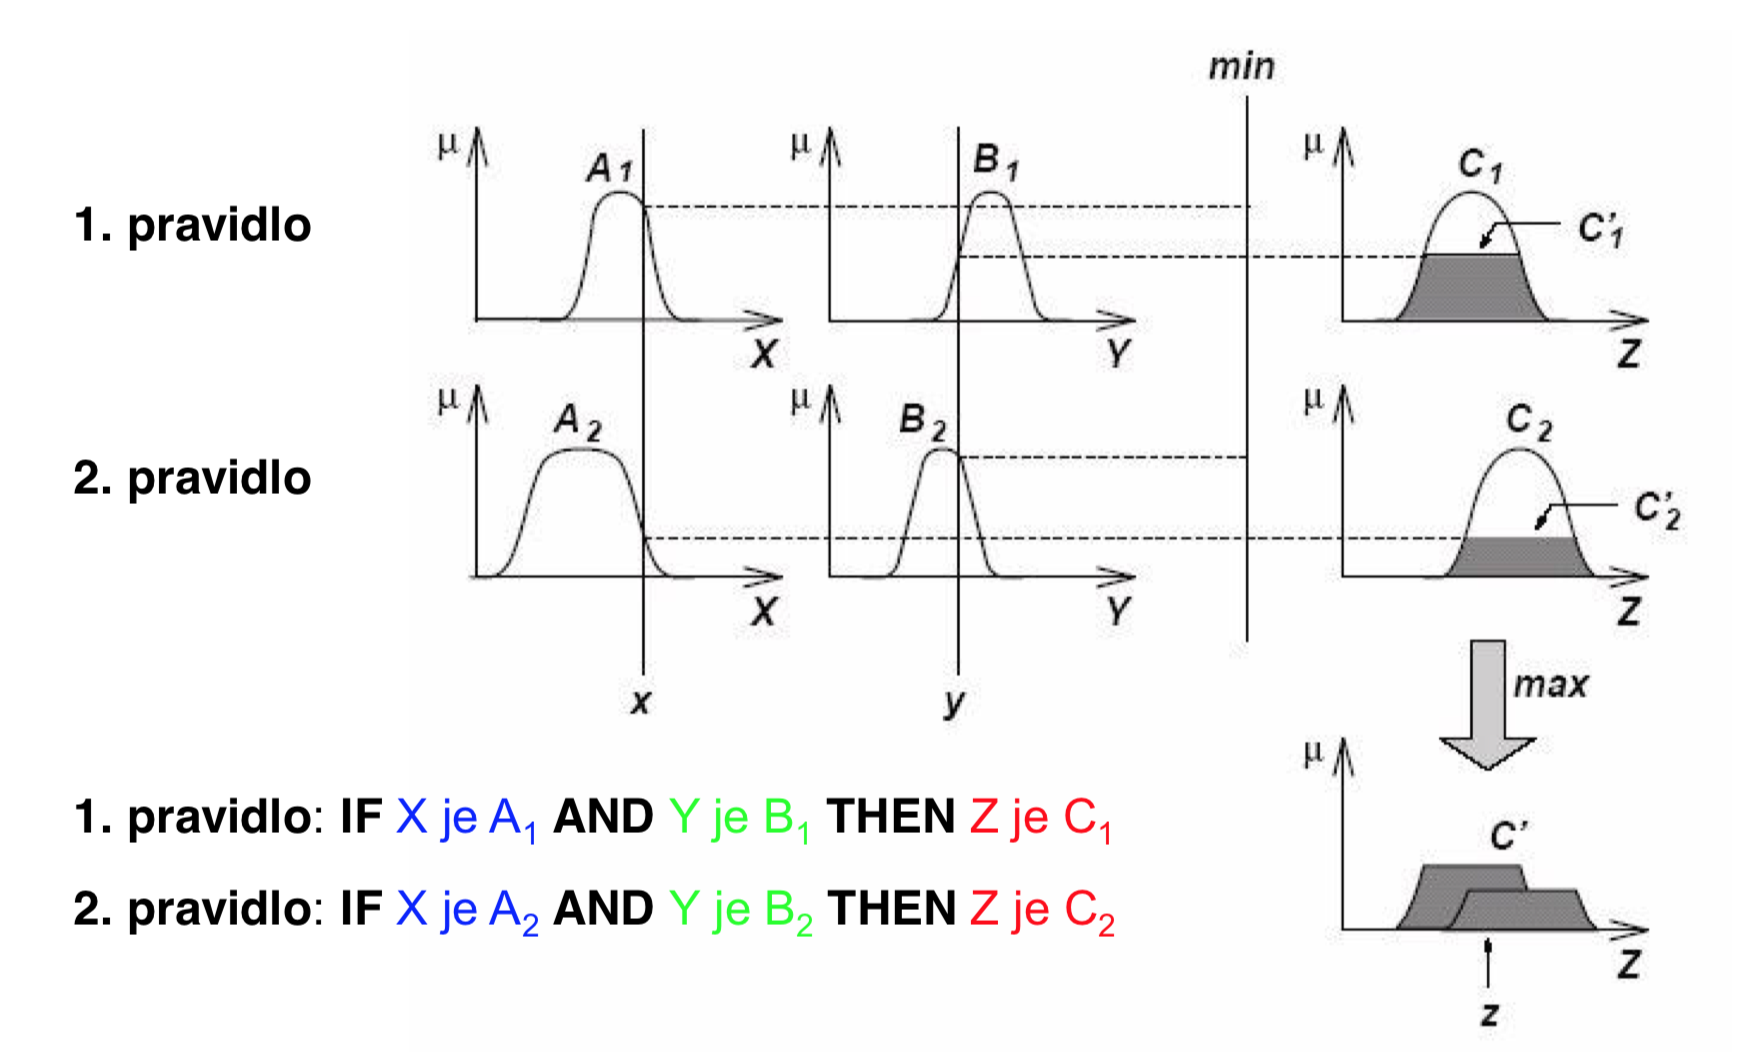 min
μ A1 μ B1 μ C1
C'1
1. pravidlo
X Y Z
μ A2 μ B2 μ C2
2. pravidlo
C'2
X Y Z
x y
max
μ
1. pravidlo: IF X je A1 AND Y je B1 THEN Z je C1
C'
2. pravidlo: IF X je A2 AND Y je B2 THEN Z je C2
Z
z